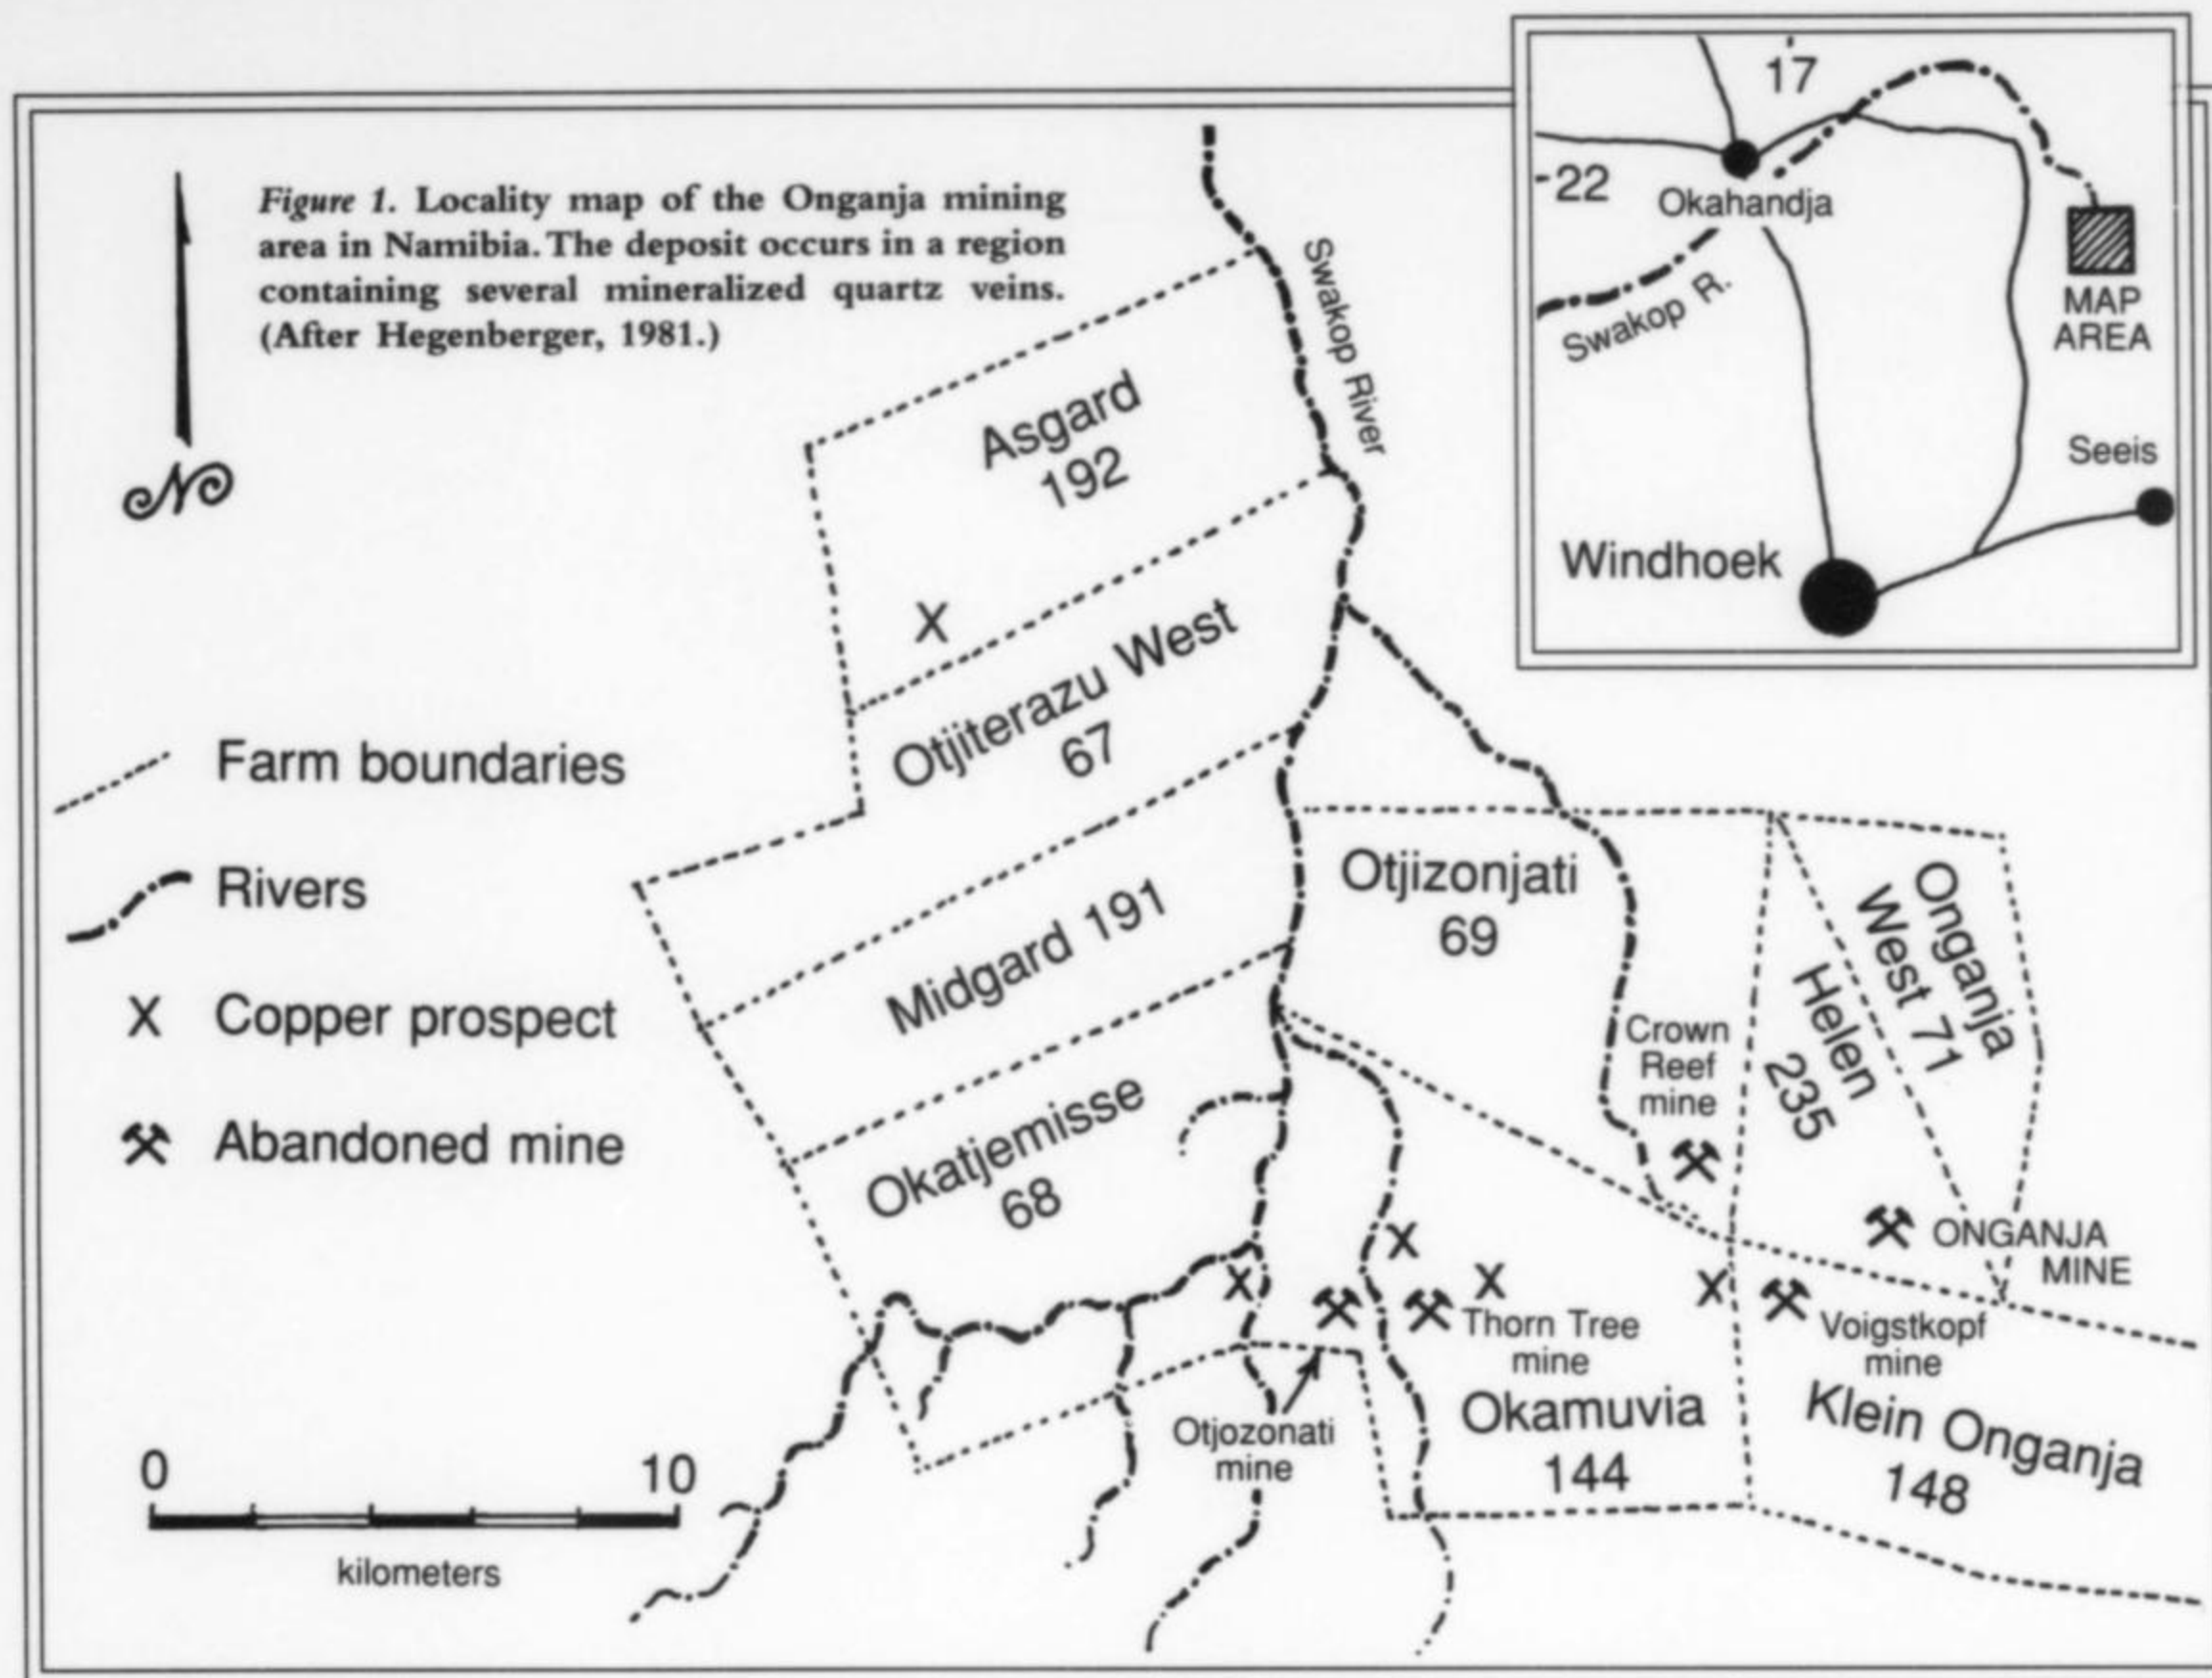 Figure 1. Locality map of the Onganja mining
area in Namibia. The deposit occurs in a region
containing several mineralized quartz veins.
(After Hegenberger, 1981.)
N
17
22
Okahandja
Swakop R.
MAP
AREA
Seeis
Windhoek
Swakop River
Asgard
192
Otjiterazu West
67
Farm boundaries
Rivers
X Copper prospect
Abandoned mine
Midgard 191
Otjizonjati
69
Onganja
West 71
Helen
235
Crown
Reef
mine
Okatjemisse
68
X
X
X
X
X
ONGANJA
MINE
Thorn Tree
mine
Voigstkopf
mine
Otjozonati
mine
Okamuvia
144
Klein Onganja
148
0 10
kilometers